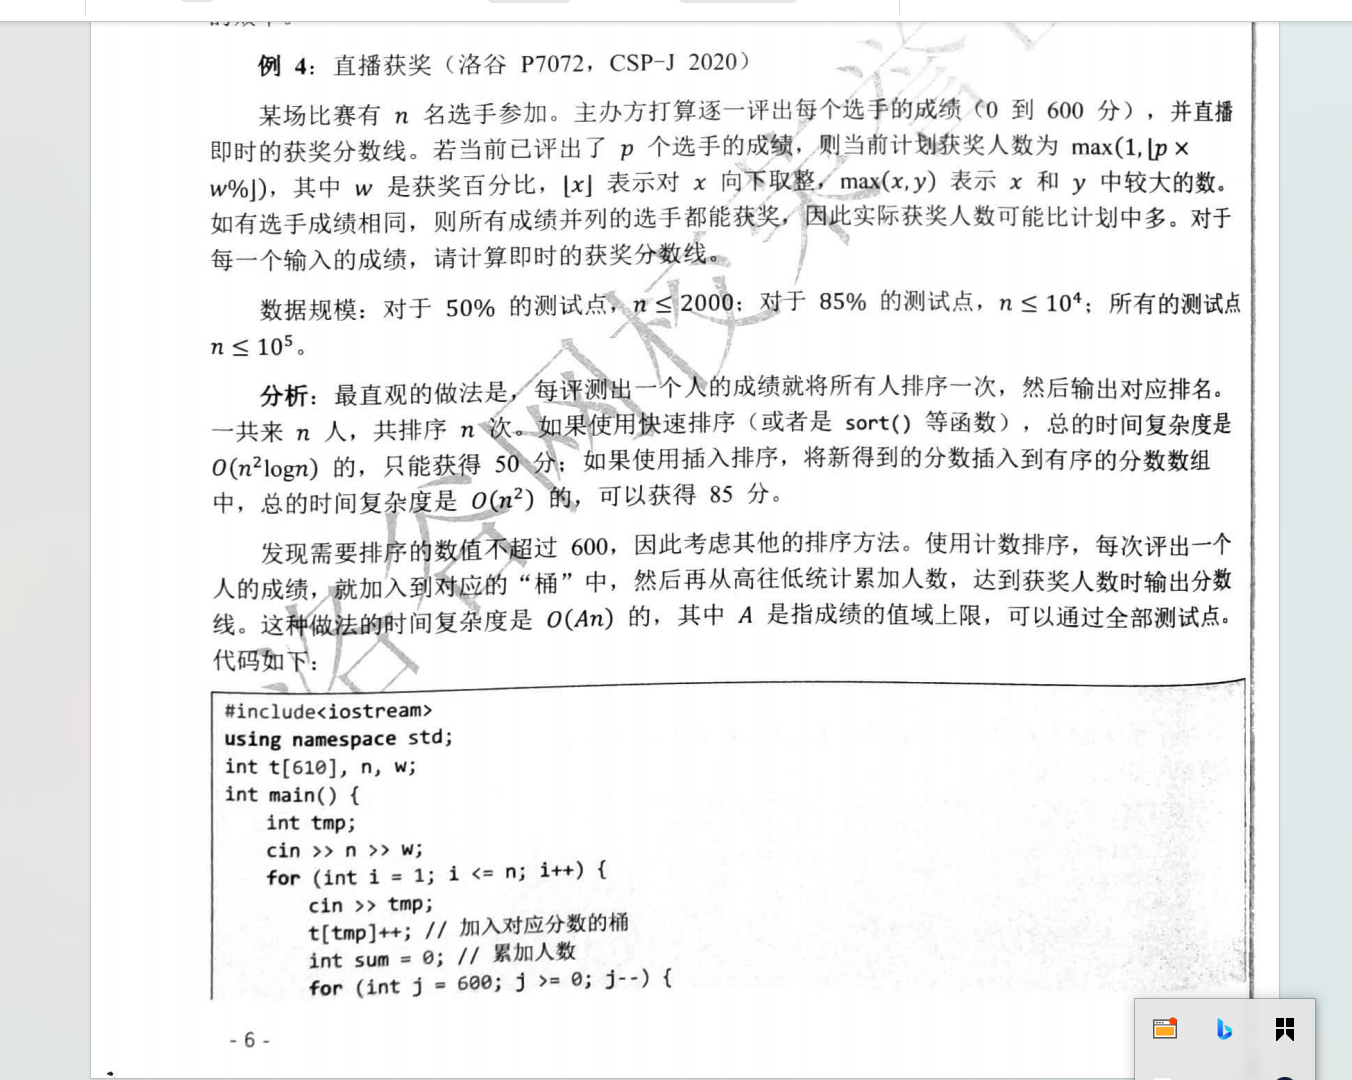 例 4：直播获奖（洛谷 P7072，CSP-J 2020）
某场比赛有 n 名选手参加。主办方打算逐一评出每个选手的成绩（0 到 600 分），并直播
即时的获奖分数线。若当前已评出了 p 个选手的成绩，则当前计划获奖人数为 max(1,⌊p ×
w%⌋)，其中 w 是获奖百分比，⌊x⌋ 表示对 x 向下取整，max(x,y) 表示 x 和 y 中较大的数。
如有选手成绩相同，则所有成绩并列的选手都能获奖，因此实际获奖人数可能比计划中多。对于
每一个输入的成绩，请计算即时的获奖分数线。
数据规模：对于 50% 的测试点，n ≤ 2000；对于 85% 的测试点，n ≤ 10⁴；所有的测试点
n ≤ 10⁵。
分析：最直观的做法是，每评测出一个人的成绩就将所有人排序一次，然后输出对应排名。
一共来 n 人，共排序 n 次。如果使用快速排序（或者是 sort() 等函数），总的时间复杂度是
O(n²logn) 的，只能获得 50 分；如果使用插入排序，将新得到的分数插入到有序的分数数组
中，总的时间复杂度是 O(n²) 的，可以获得 85 分。
发现需要排序的数值不超过 600，因此考虑其他的排序方法。使用计数排序，每次评出一个
人的成绩，就加入到对应的“桶”中，然后再从高往低统计累加人数，达到获奖人数时输出分数
线。这种做法的时间复杂度是 O(An) 的，其中 A 是指成绩的值域上限，可以通过全部测试点。
代码如下：
#include<iostream>
using namespace std;
int t[610], n, w;
int main() {
int tmp;
cin >> n >> w;
for (int i = 1; i <= n; i++) {
cin >> tmp;
t[tmp]++; // 加入对应分数的桶
int sum = 0; // 累加人数
for (int j = 600; j >= 0; j--) {
- 6 -
洛谷网校荣誉